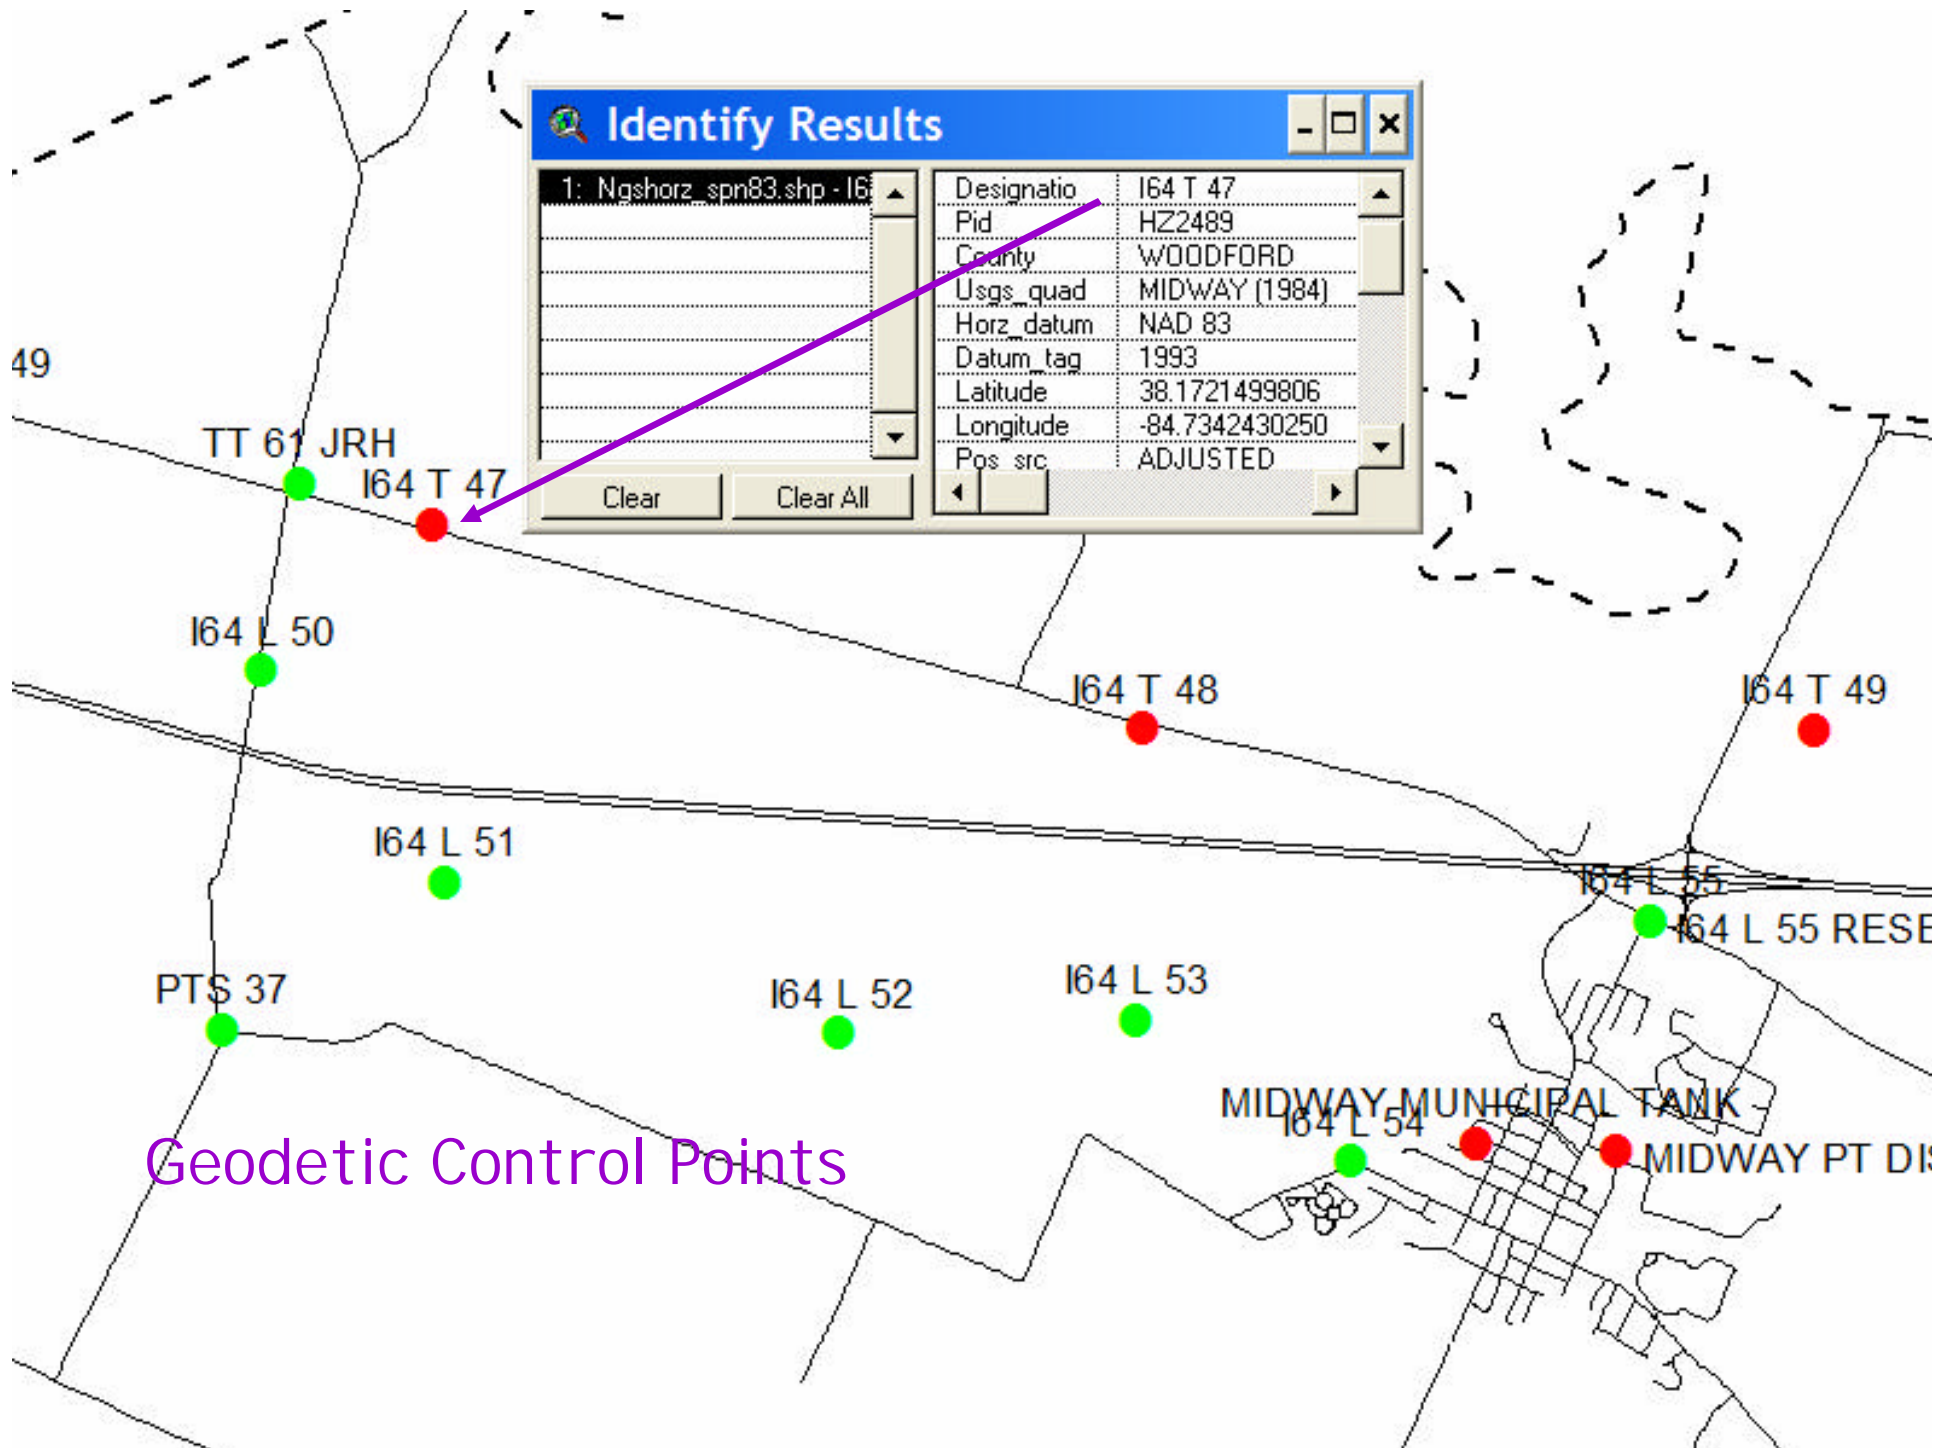 Identify Results
1: Ngshorz_spn83.shp - I6
Designatio I64 T 47
Pid HZ2489
County WOODFORD
Usgs_quad MIDWAY (1984)
Horz_datum NAD 83
Datum_tag 1993
Latitude 38.1721499806
Longitude -84.7342430250
Pos_src ADJUSTED
Clear Clear All
49
TT 61 JRH
I64 T 47
I64 L 50
I64 T 48
I64 T 49
I64 L 51
I64 L 55
I64 L 55 RESE
PTS 37
I64 L 52
I64 L 53
MIDWAY MUNICIPAL TANK
I64 L 54
MIDWAY PT DIS
Geodetic Control Points